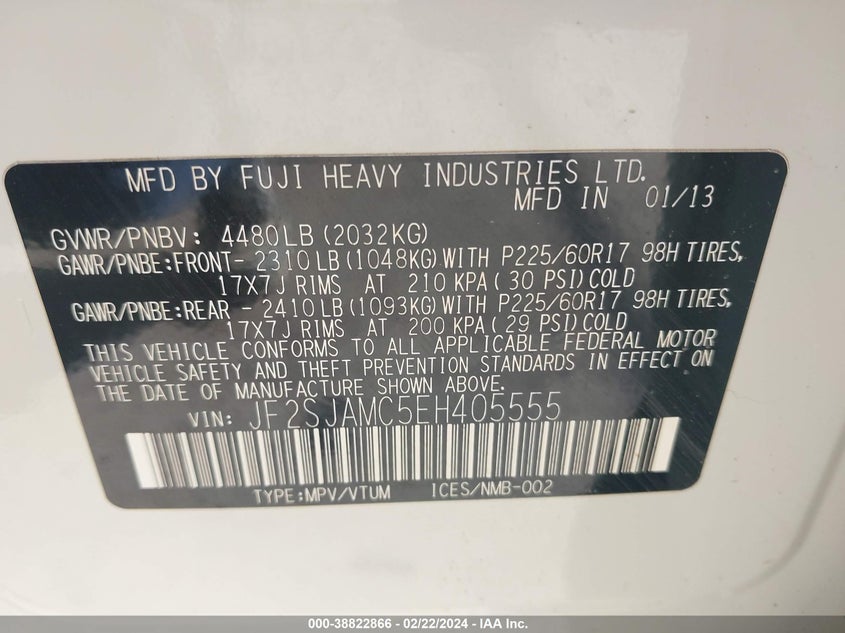 MFD BY FUJI HEAVY INDUSTRIES LTD.
MFD IN 01/13
GVWR/PNBV: 4480LB (2032KG)
GAWR/PNBE:FRONT- 2310LB (1048KG) WITH P225/60R17 98H TIRES,
17X7J RIMS AT 210 KPA (30 PSI) COLD
GAWR/PNBE:REAR - 2410LB (1093KG) WITH P225/60R17 98H TIRES,
17X7J RIMS AT 200 KPA (29 PSI) COLD
THIS VEHICLE CONFORMS TO ALL APPLICABLE FEDERAL MOTOR
VEHICLE SAFETY AND THEFT PREVENTION STANDARDS IN EFFECT ON
THE DATE OF MANUFACTURE SHOWN ABOVE.
VIN: JF2SJAMC5EH405555
TYPE:MPV/VTUM ICES/NMB-002
000-38822866 - 02/22/2024 - IAA Inc.